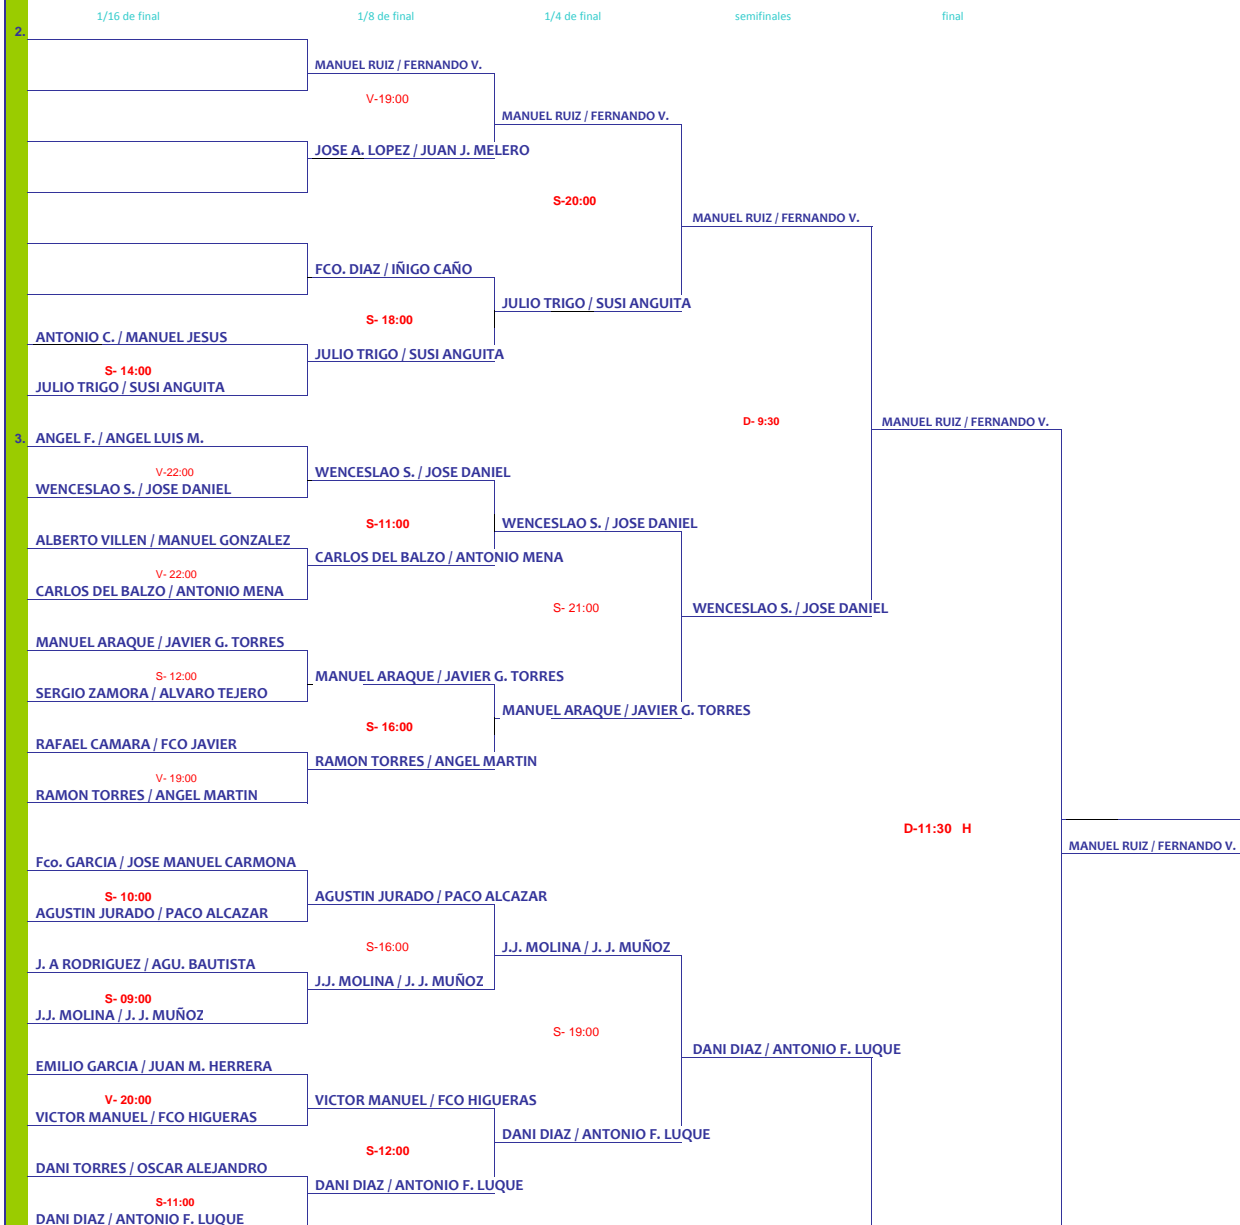 1/16 de final
1/8 de final
1/4 de final
semifinales
final
2.
MANUEL RUIZ / FERNANDO V.
V-19:00
MANUEL RUIZ / FERNANDO V.
JOSE A. LOPEZ / JUAN J. MELERO
S-20:00
MANUEL RUIZ / FERNANDO V.
FCO. DIAZ / IÑIGO CAÑO
JULIO TRIGO / SUSI ANGUITA
S- 18:00
ANTONIO C. / MANUEL JESUS
JULIO TRIGO / SUSI ANGUITA
S- 14:00
JULIO TRIGO / SUSI ANGUITA
D- 9:30
MANUEL RUIZ / FERNANDO V.
3.
ANGEL F. / ANGEL LUIS M.
V-22:00
WENCESLAO S. / JOSE DANIEL
WENCESLAO S. / JOSE DANIEL
S-11:00
WENCESLAO S. / JOSE DANIEL
ALBERTO VILLEN / MANUEL GONZALEZ
CARLOS DEL BALZO / ANTONIO MENA
V- 22:00
CARLOS DEL BALZO / ANTONIO MENA
S- 21:00
WENCESLAO S. / JOSE DANIEL
MANUEL ARAQUE / JAVIER G. TORRES
S- 12:00
MANUEL ARAQUE / JAVIER G. TORRES
SERGIO ZAMORA / ALVARO TEJERO
MANUEL ARAQUE / JAVIER G. TORRES
S- 16:00
RAFAEL CAMARA / FCO JAVIER
RAMON TORRES / ANGEL MARTIN
V- 19:00
RAMON TORRES / ANGEL MARTIN
D-11:30 H
MANUEL RUIZ / FERNANDO V.
Fco. GARCIA / JOSE MANUEL CARMONA
S- 10:00
AGUSTIN JURADO / PACO ALCAZAR
AGUSTIN JURADO / PACO ALCAZAR
S-16:00
J.J. MOLINA / J. J. MUÑOZ
J. A RODRIGUEZ / AGU. BAUTISTA
J.J. MOLINA / J. J. MUÑOZ
S- 09:00
J.J. MOLINA / J. J. MUÑOZ
S- 19:00
DANI DIAZ / ANTONIO F. LUQUE
EMILIO GARCIA / JUAN M. HERRERA
V- 20:00
VICTOR MANUEL / FCO HIGUERAS
VICTOR MANUEL / FCO HIGUERAS
DANI DIAZ / ANTONIO F. LUQUE
S-12:00
DANI TORRES / OSCAR ALEJANDRO
DANI DIAZ / ANTONIO F. LUQUE
S-11:00
DANI DIAZ / ANTONIO F. LUQUE